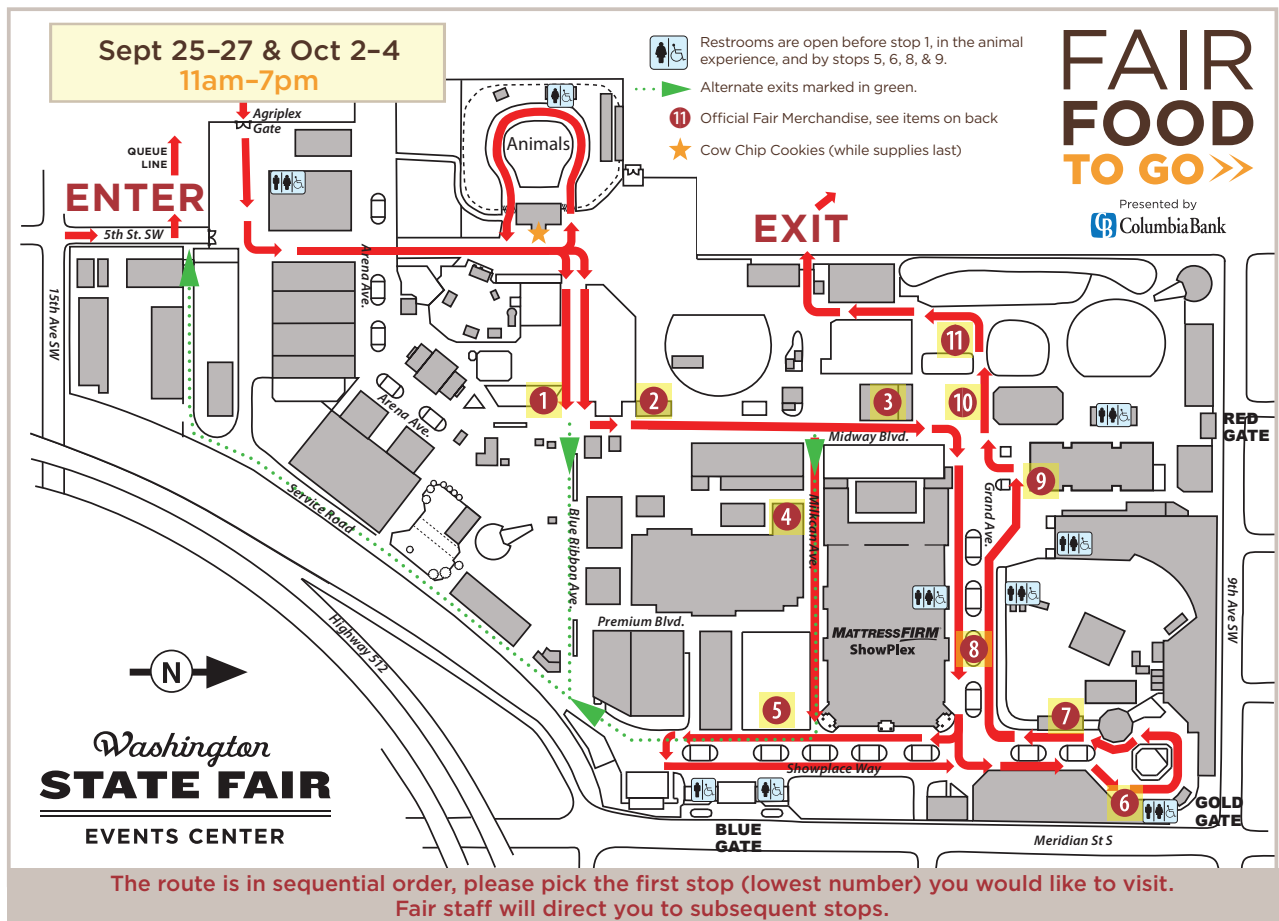 Sept 25–27 & Oct 2–4
11am–7pm
Restrooms are open before stop 1, in the animal
experience, and by stops 5, 6, 8, & 9.
Alternate exits marked in green.
11 Official Fair Merchandise, see items on back
Cow Chip Cookies (while supplies last)
FAIR
FOOD
TO GO
Presented by
CB ColumbiaBank
Agriplex
Gate
QUEUE
LINE
ENTER
5th St. SW
Animals
EXIT
15th Ave SW
Arena Ave.
Arena Ave.
1
2
3
4
5
6
7
8
9
10
11
Midway Blvd.
RED
GATE
Grand Ave.
Milkcan Ave.
Blue Ribbon Ave.
Service Road
Premium Blvd.
MATTRESSFIRM
ShowPlex
9th Ave SW
Highway 512
N
Showplace Way
GOLD
GATE
BLUE
GATE
Meridian St S
Washington
STATE FAIR
EVENTS CENTER
The route is in sequential order, please pick the first stop (lowest number) you would like to visit.
Fair staff will direct you to subsequent stops.